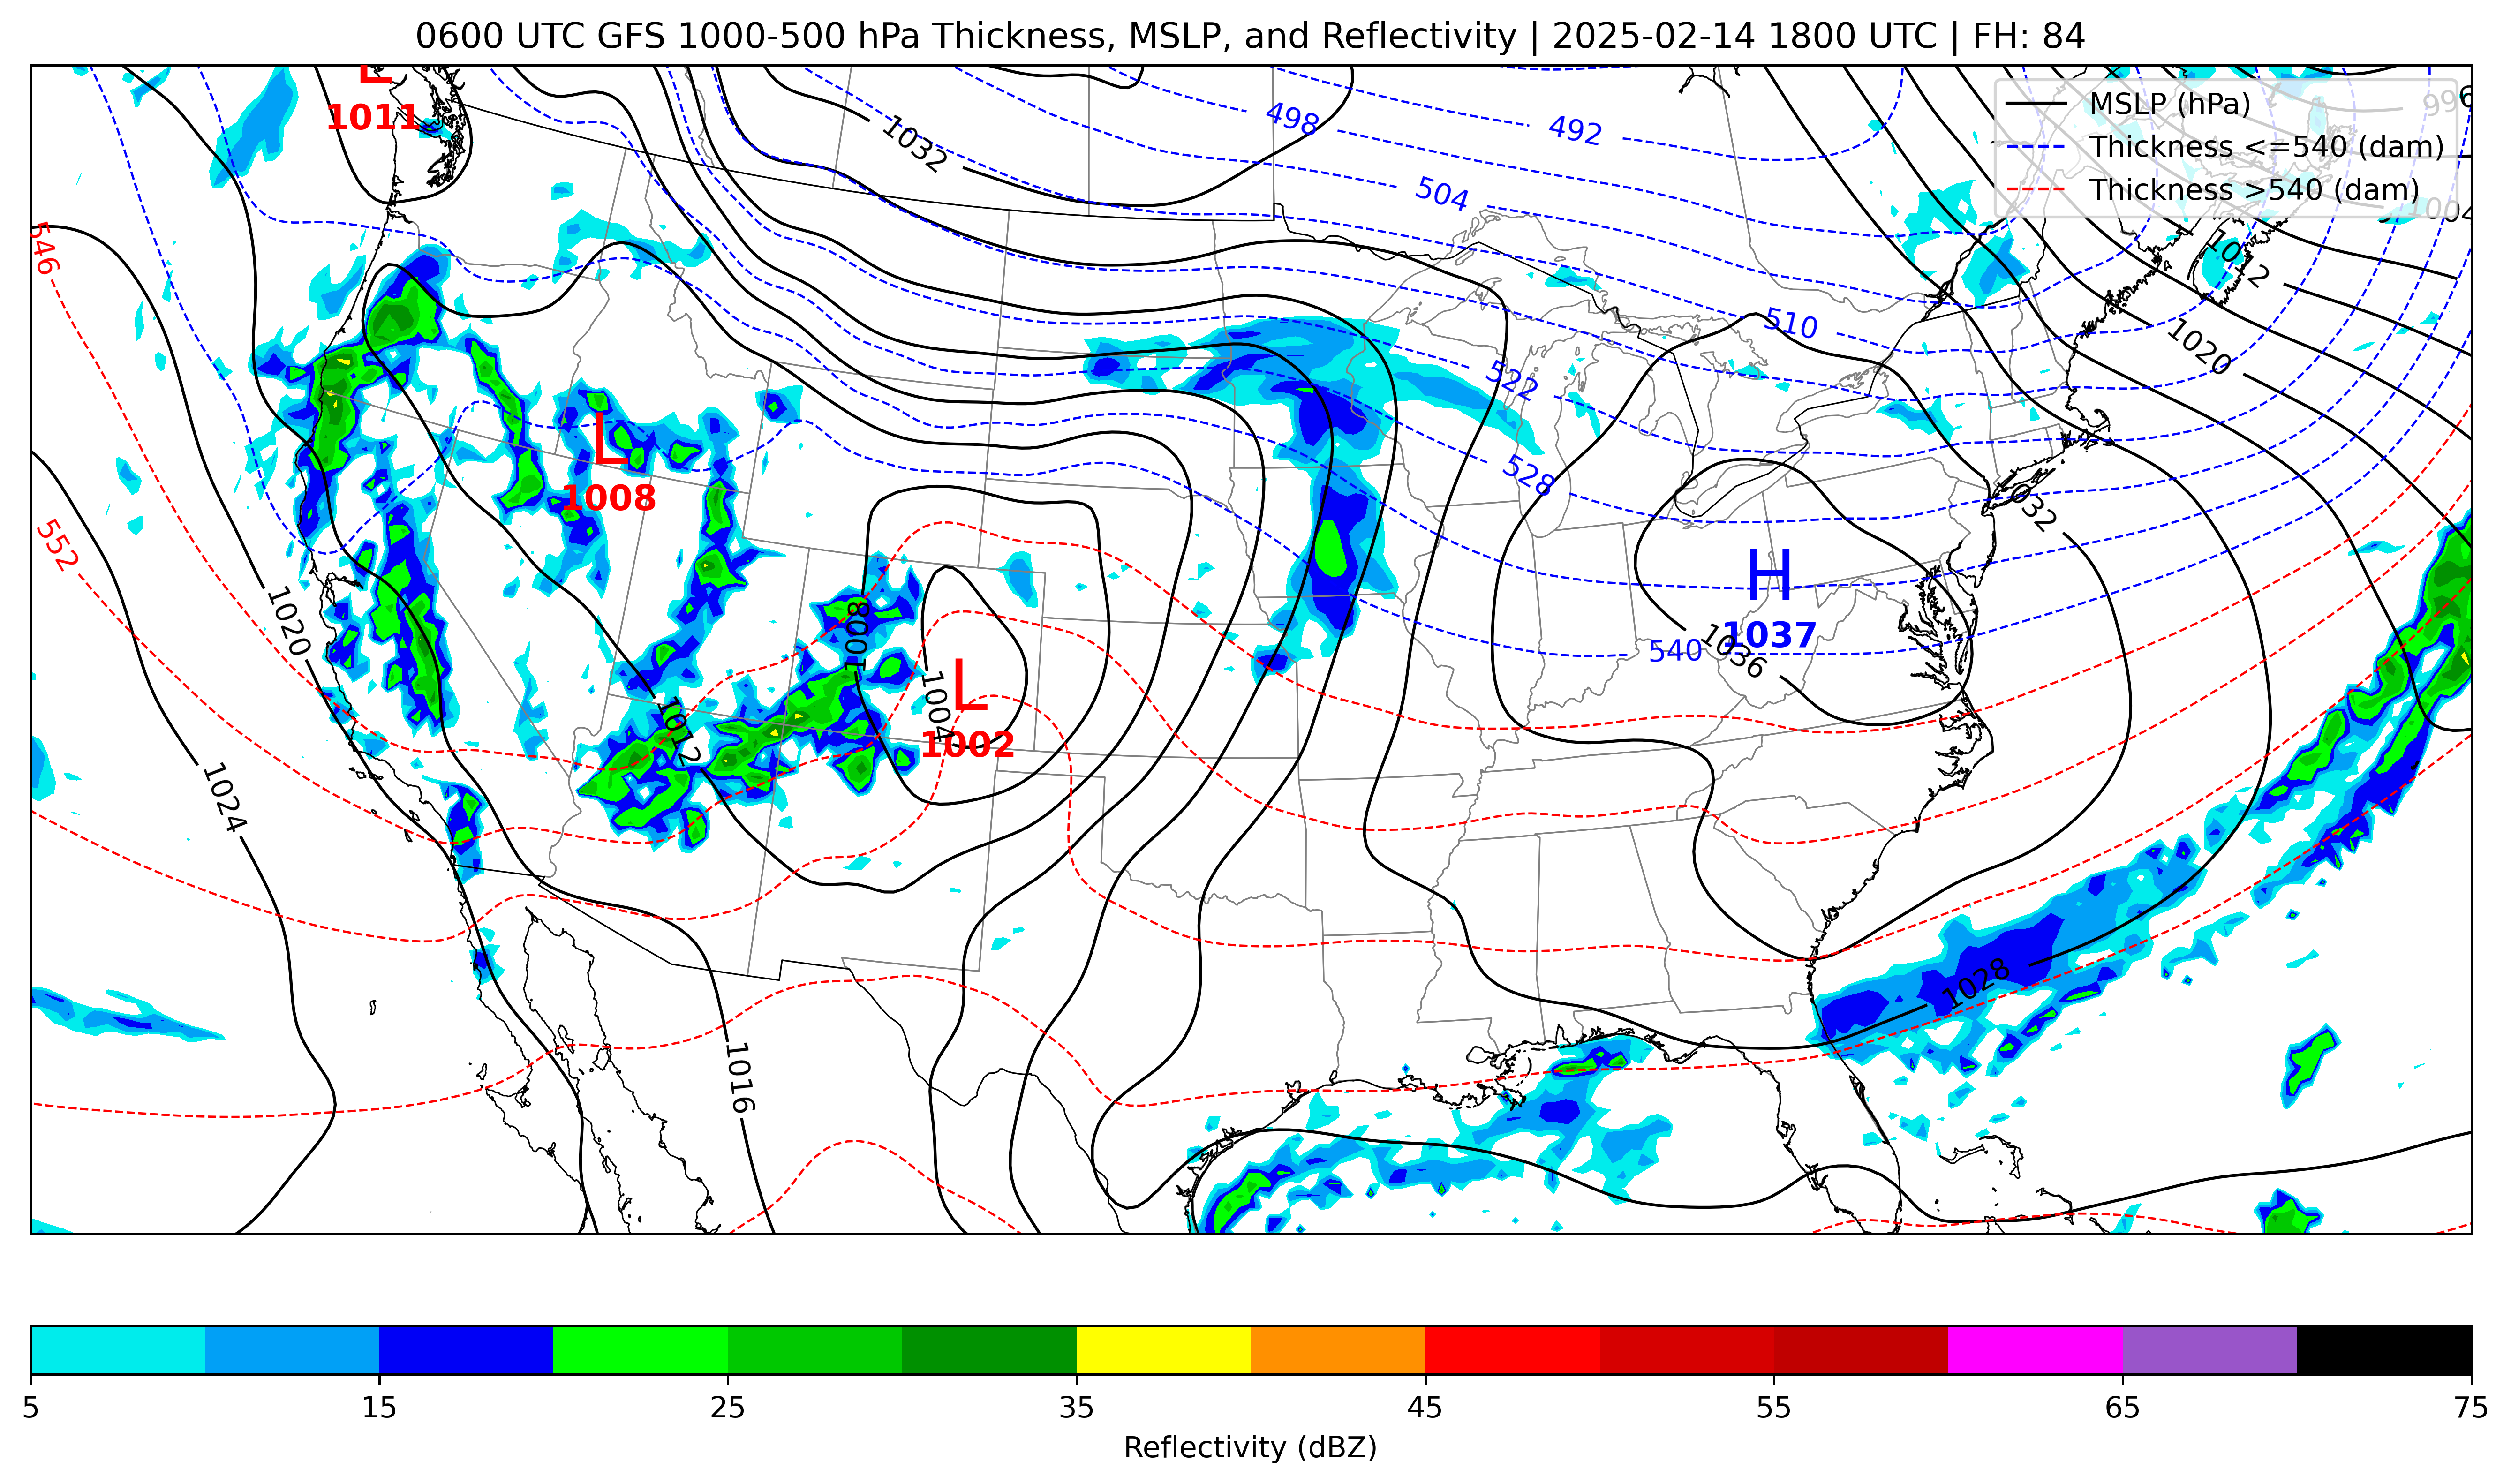 0600 UTC GFS 1000-500 hPa Thickness, MSLP, and Reflectivity | 2025-02-14 1800 UTC | FH: 84
L
1011
MSLP (hPa)
Thickness <=540 (dam)
Thickness >540 (dam)
996
1004
1032
498
492
504
546
1012
510
1020
522
528
L
1008
1032
552
H
1037
1036
540
1020
1008
1004
L
1002
1012
1024
1028
1016
5 15 25 35 45 55 65 75
Reflectivity (dBZ)